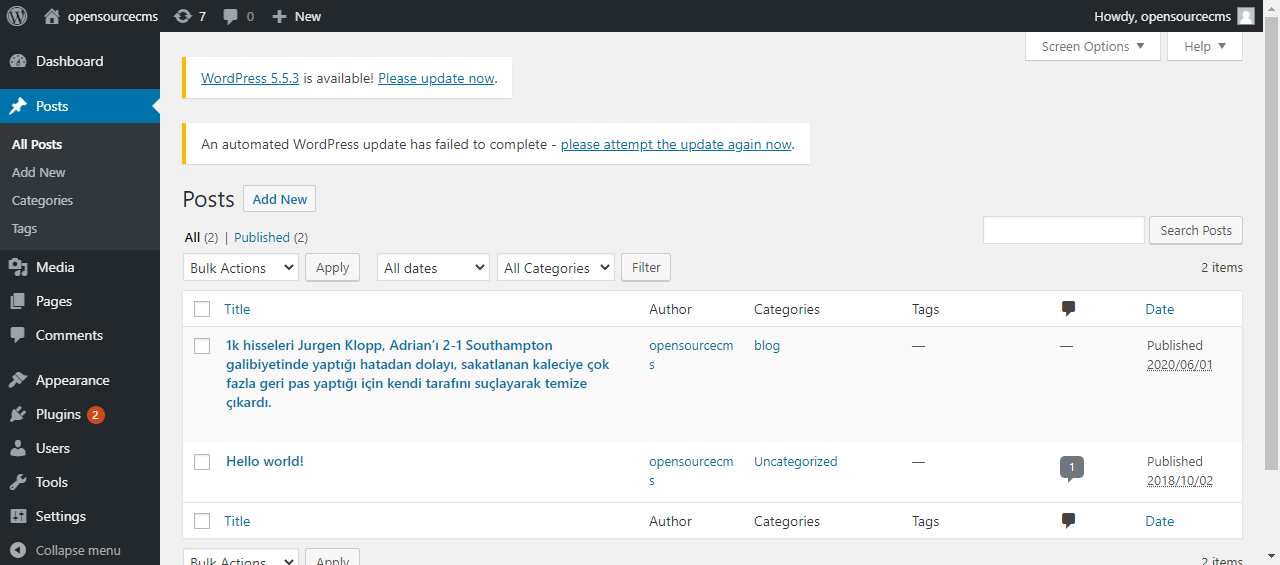 opensourcecms 7 0 New Howdy, opensourcecms
Screen Options Help
Dashboard
Posts
All Posts
Add New
Categories
Tags
Media
Pages
Comments
Appearance
Plugins 2
Users
Tools
Settings
Collapse menu
WordPress 5.5.3 is available! Please update now.
An automated WordPress update has failed to complete - please attempt the update again now.
Posts Add New
All (2) | Published (2)
Search Posts
Bulk Actions Apply All dates All Categories Filter 2 items
Title Author Categories Tags Date
1k hisseleri Jurgen Klopp, Adrian’ı 2-1 Southampton
galibiyetinde yaptığı hatadan dolayı, sakatlanan kaleciye çok
fazla geri pas yaptığı için kendi tarafını suçlayarak temize
çıkardı.
opensourcecm
s
blog
—
—
Published
2020/06/01
Hello world!
opensourcecm
s
Uncategorized
—
1
Published
2018/10/02
Title Author Categories Tags Date
Bulk Actions Apply 2 items